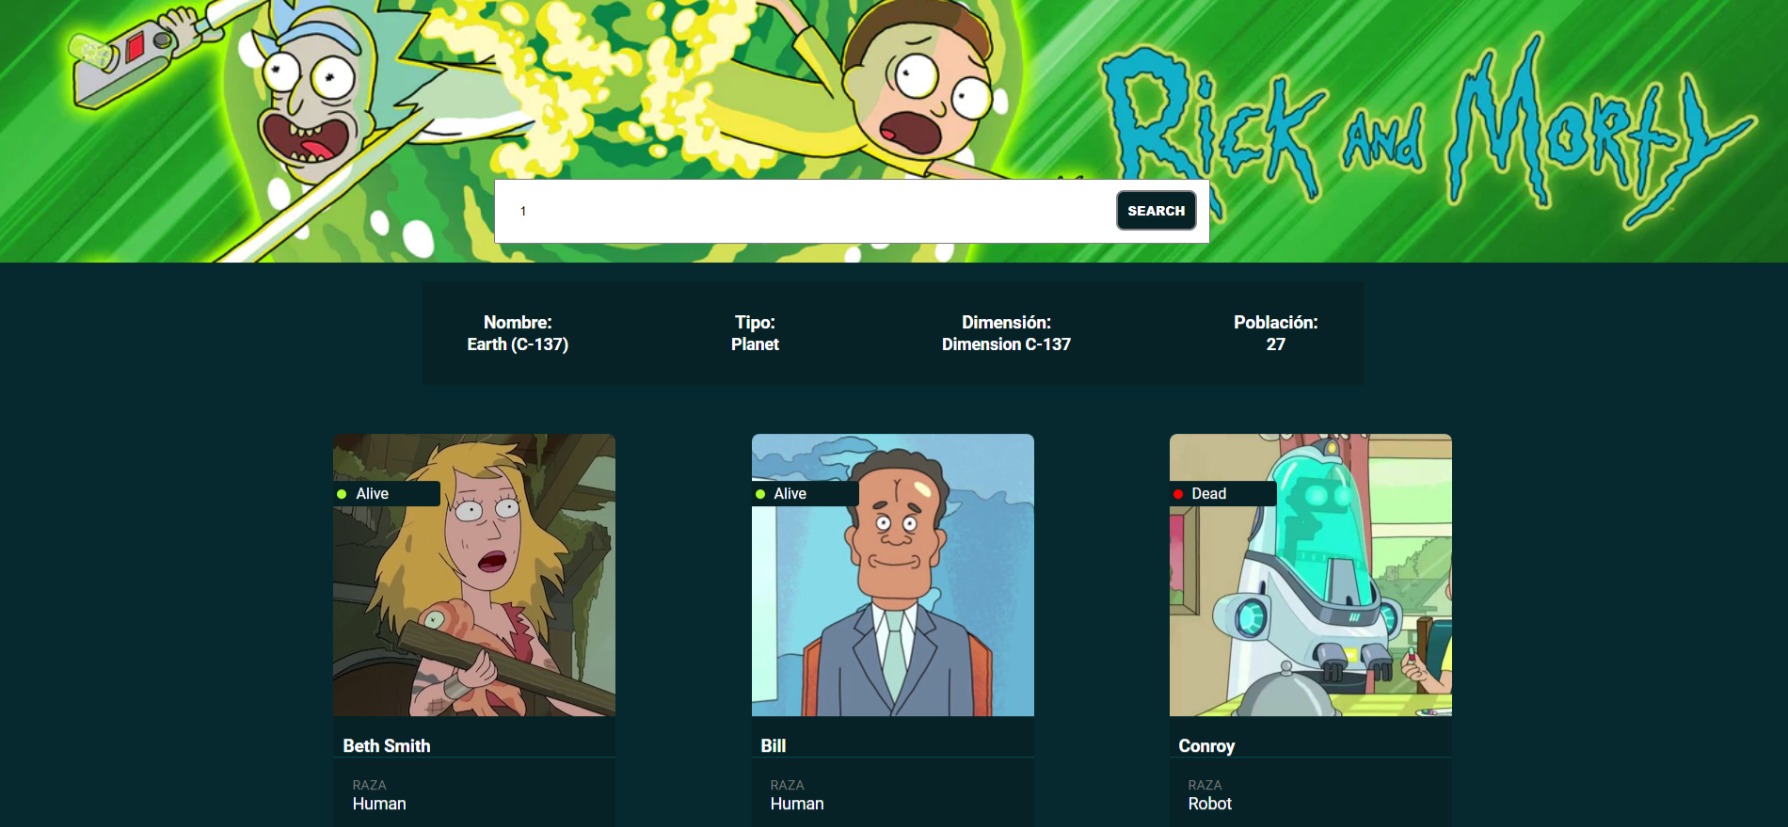 Rick and Morty
1
SEARCH
Nombre:
Earth (C-137)
Tipo:
Planet
Dimensión:
Dimension C-137
Población:
27
Alive
Alive
Dead
Beth Smith
Bill
Conroy
RAZA
Human
RAZA
Human
RAZA
Robot